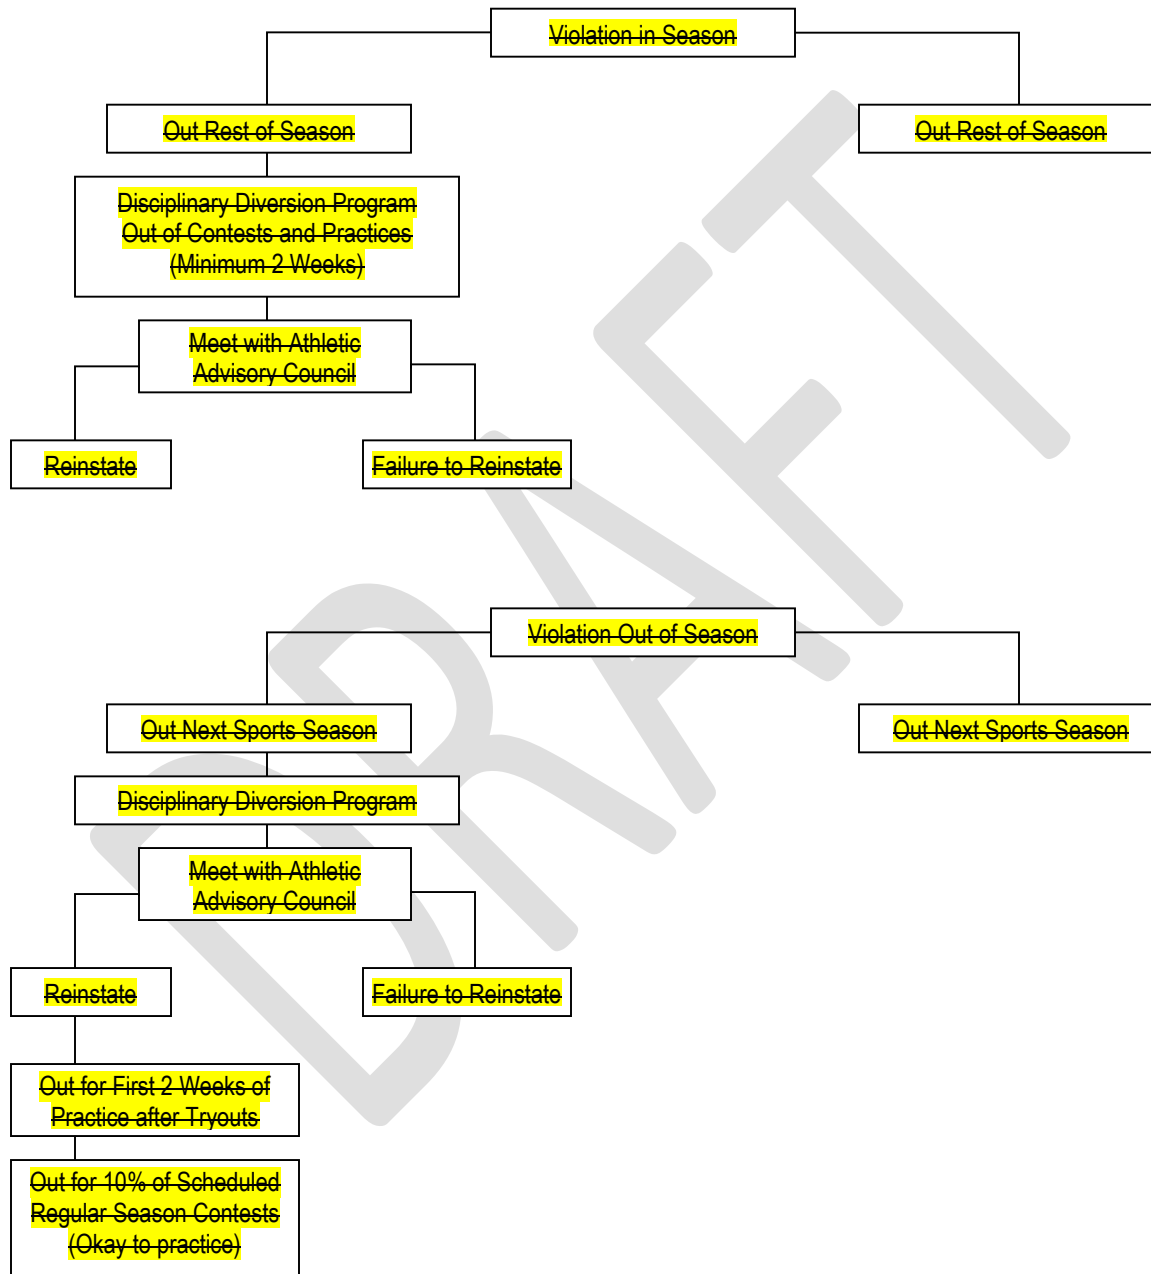 Violation in Season
Out Rest of Season
Out Rest of Season
Disciplinary Diversion Program
Out of Contests and Practices
(Minimum 2 Weeks)
Meet with Athletic
Advisory Council
Reinstate
Failure to Reinstate
DRAFT
Violation Out of Season
Out Next Sports Season
Out Next Sports Season
Disciplinary Diversion Program
Meet with Athletic
Advisory Council
Reinstate
Failure to Reinstate
Out for First 2 Weeks of
Practice after Tryouts
Out for 10% of Scheduled
Regular Season Contests
(Okay to practice)